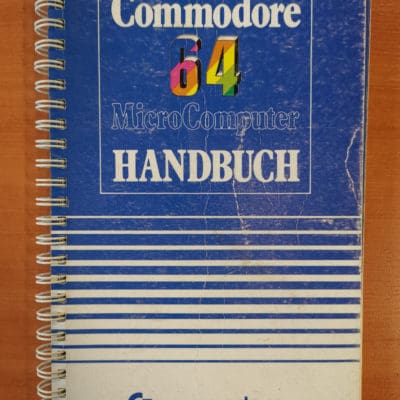 Commodore
64
MicroComputer
HANDBUCH